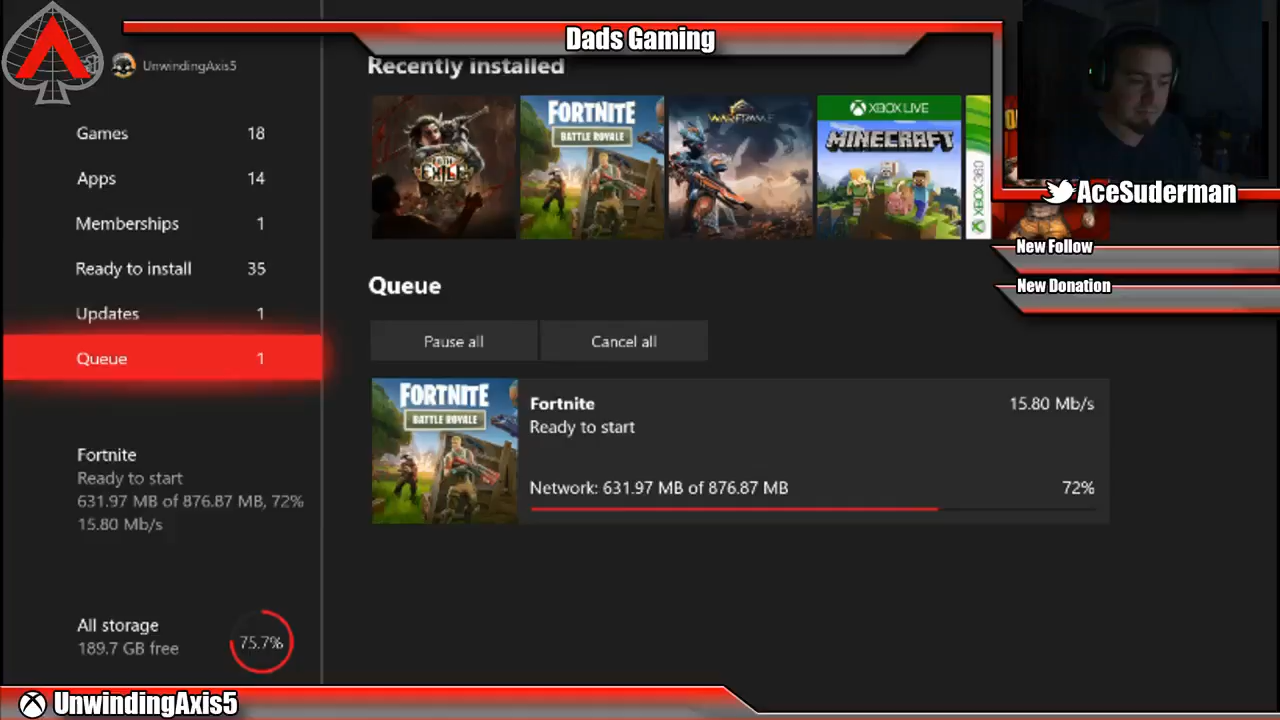 Dads Gaming
UnwindingAxis5
Games 18
Apps 14
Memberships 1
Ready to install 35
Updates 1
Queue 1
Fortnite
Ready to start
631.97 MB of 876.87 MB, 72%
15.80 Mb/s
All storage
189.7 GB free
75.7%
Recently installed
EXILE
FORTNITE
BATTLE ROYALE
WARFRAME
XBOX LIVE
MINECRAFT
XBOX 360
Queue
Pause all
Cancel all
FORTNITE
BATTLE ROYALE
Fortnite
15.80 Mb/s
Ready to start
Network: 631.97 MB of 876.87 MB
72%
AceSuderman
New Follow
New Donation
UnwindingAxis5